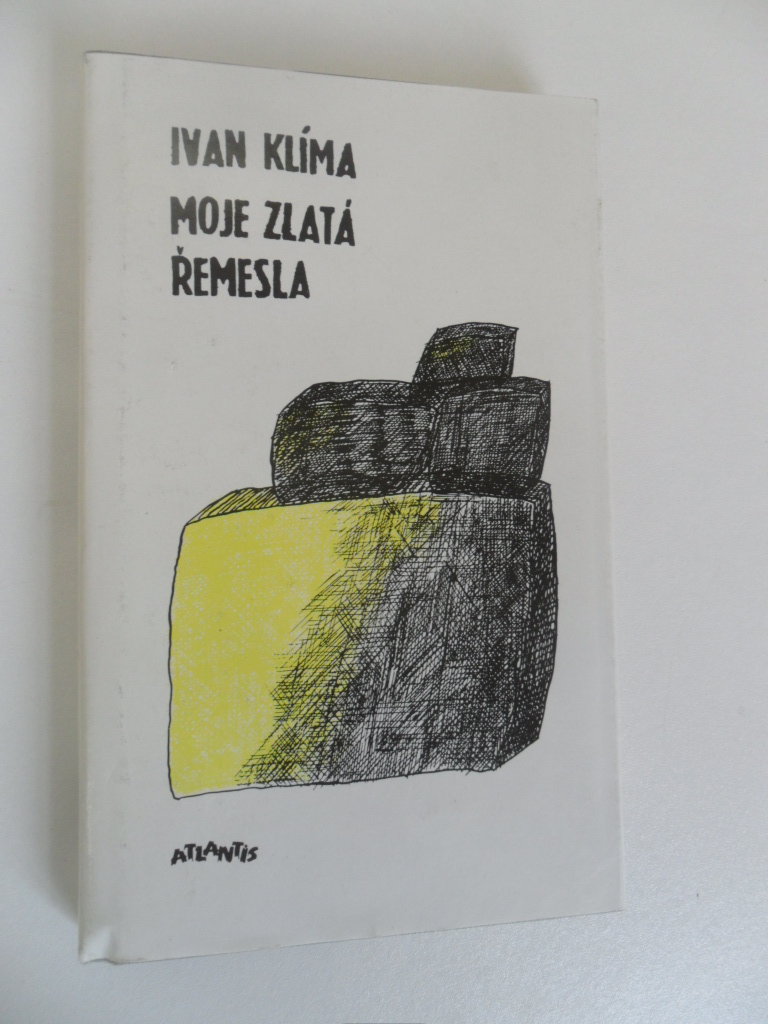 IVAN KLÍMA
MOJE ZLATÁ
ŘEMESLA
ATLANTIS